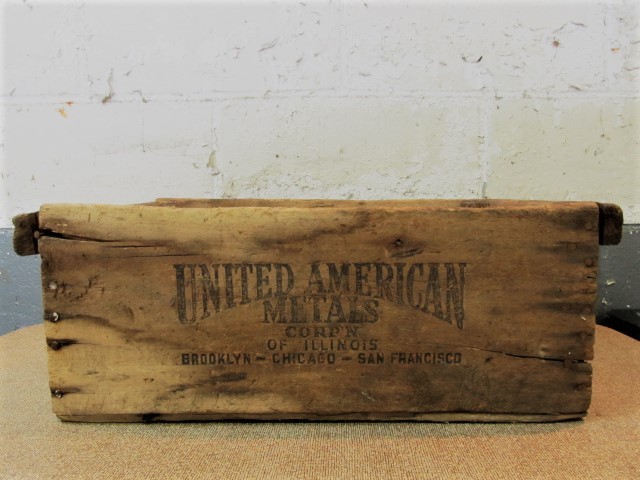 UNITED AMERICAN
METALS
CORP'N
OF ILLINOIS
BROOKLYN - CHICAGO - SAN FRANCISCO